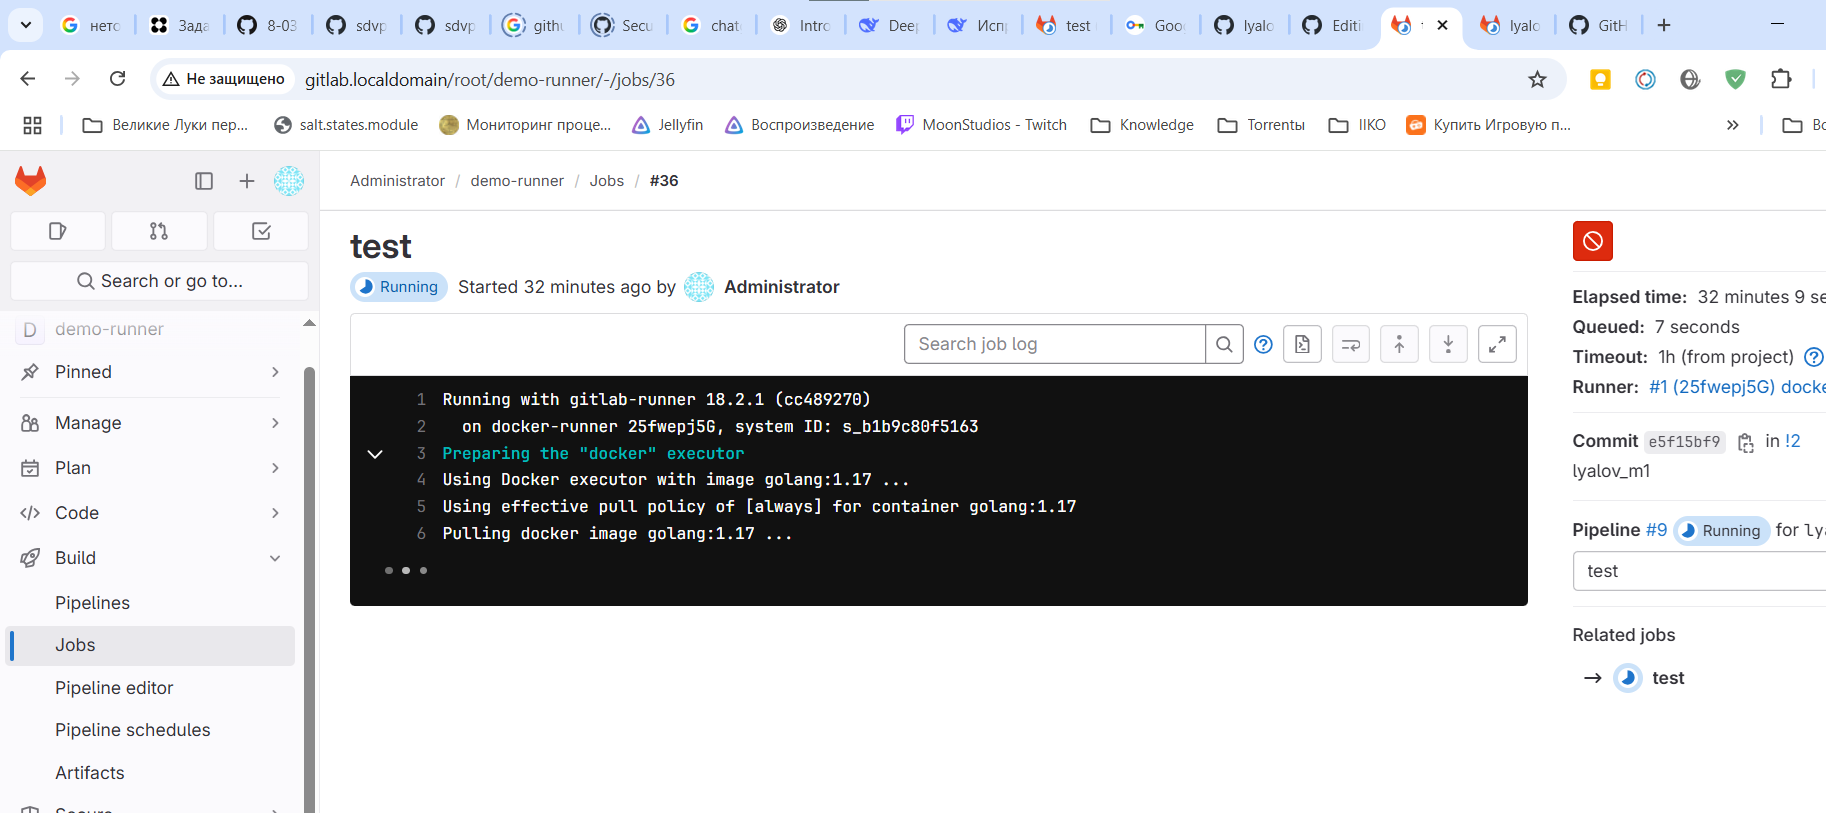 нетс
Зада
8-03
sdvp
sdvp
githu
Secu
chat
Intro
Deep
Исп
test
Goo
lyalo
Editi
lyalo
GitH
Не защищено
gitlab.localdomain/root/demo-runner/-/jobs/36
Великие Луки пер...
salt.states.module
Мониторинг проце...
Jellyfin
Воспроизведение
MoonStudios - Twitch
Knowledge
Torrentы
IIKO
Купить Игровую п...
»
Administrator / demo-runner / Jobs / #36
Search or go to...
D demo-runner
Pinned
Manage
Plan
Code
Build
Pipelines
Jobs
Pipeline editor
Pipeline schedules
Artifacts
Secure
test
Running Started 32 minutes ago by Administrator
Search job log
1 Running with gitlab-runner 18.2.1 (cc489270)
2 on docker-runner 25fwepj5G, system ID: s_b1b9c80f5163
3 Preparing the "docker" executor
4 Using Docker executor with image golang:1.17 ...
5 Using effective pull policy of [always] for container golang:1.17
6 Pulling docker image golang:1.17 ...
Elapsed time: 32 minutes 9 se
Queued: 7 seconds
Timeout: 1h (from project)
Runner: #1 (25fwepj5G) docke
Commit e5f15bf9 in !2
lyalov_m1
Pipeline #9 Running for lya
test
Related jobs
→ test